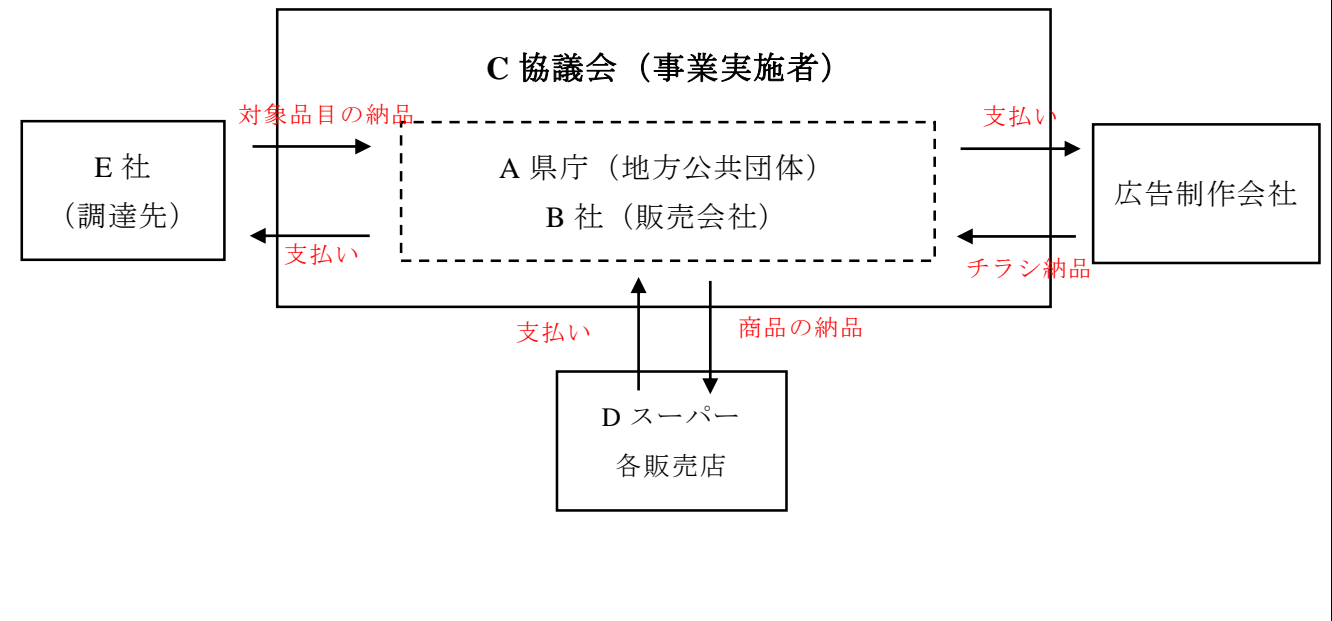 C 協議会（事業実施者）
対象品目の納品
支払い
E 社
（調達先）
A 県庁（地方公共団体）
B 社（販売会社）
広告制作会社
支払い
チラシ納品
支払い
商品の納品
D スーパー
各販売店